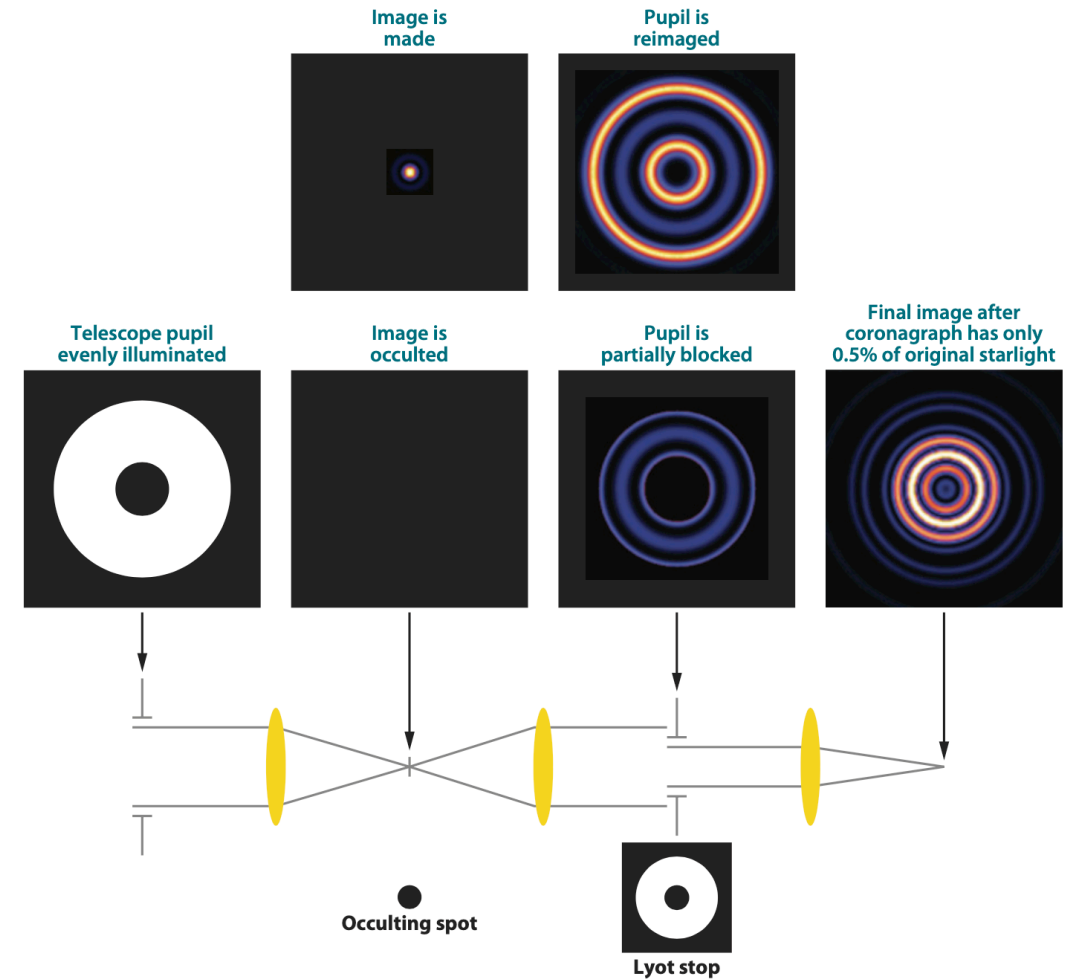 Image is
made
Pupil is
reimaged
Telescope pupil
evenly illuminated
Image is
occulted
Pupil is
partially blocked
Final image after
coronagraph has only
0.5% of original starlight
Occulting spot
Lyot stop